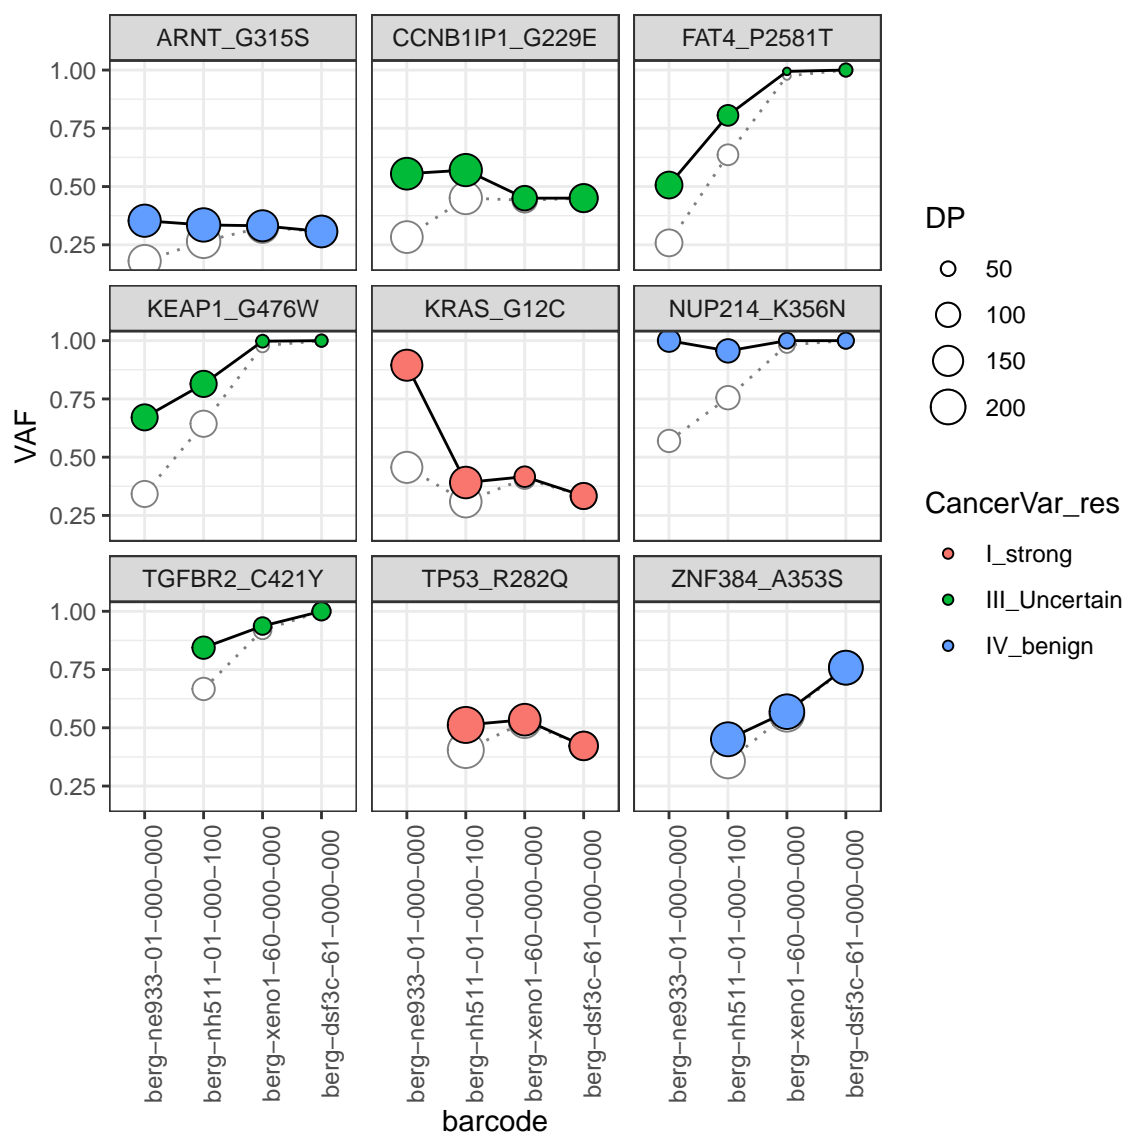 ARNT_G315S
CCNB1IP1_G229E
FAT4_P2581T
1.00
0.75
0.50
0.25
KEAP1_G476W
KRAS_G12C
NUP214_K356N
1.00
0.75
0.50
0.25
TGFBR2_C421Y
TP53_R282Q
ZNF384_A353S
1.00
0.75
0.50
0.25
VAF
berg−ne933−01−000−000
berg−nh511−01−000−100
berg−xeno1−60−000−000
berg−dsf3c−61−000−000
berg−ne933−01−000−000
berg−nh511−01−000−100
berg−xeno1−60−000−000
berg−dsf3c−61−000−000
berg−ne933−01−000−000
berg−nh511−01−000−100
berg−xeno1−60−000−000
berg−dsf3c−61−000−000
barcode
DP
50
100
150
200
CancerVar_res
I_strong
III_Uncertain
IV_benign